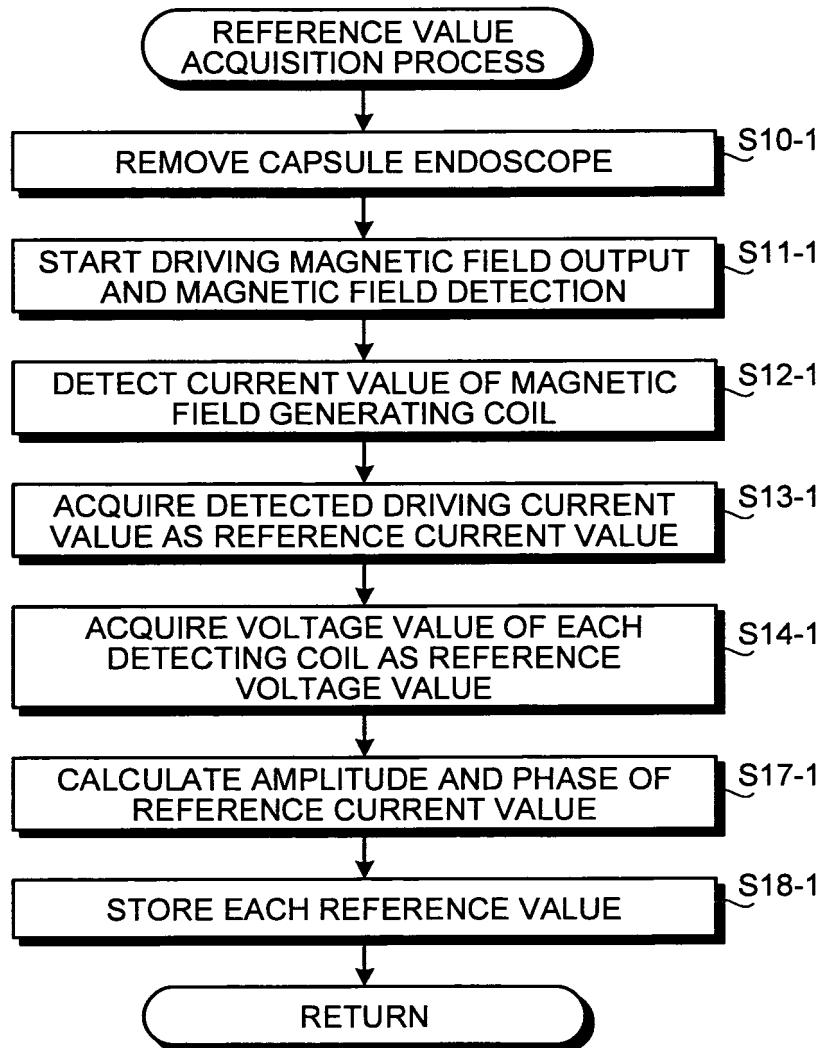 REFERENCE VALUE
ACQUISITION PROCESS
S10-1
REMOVE CAPSULE ENDOSCOPE
S11-1
START DRIVING MAGNETIC FIELD OUTPUT
AND MAGNETIC FIELD DETECTION
S12-1
DETECT CURRENT VALUE OF MAGNETIC
FIELD GENERATING COIL
S13-1
ACQUIRE DETECTED DRIVING CURRENT
VALUE AS REFERENCE CURRENT VALUE
S14-1
ACQUIRE VOLTAGE VALUE OF EACH
DETECTING COIL AS REFERENCE
VOLTAGE VALUE
S17-1
CALCULATE AMPLITUDE AND PHASE OF
REFERENCE CURRENT VALUE
S18-1
STORE EACH REFERENCE VALUE
RETURN